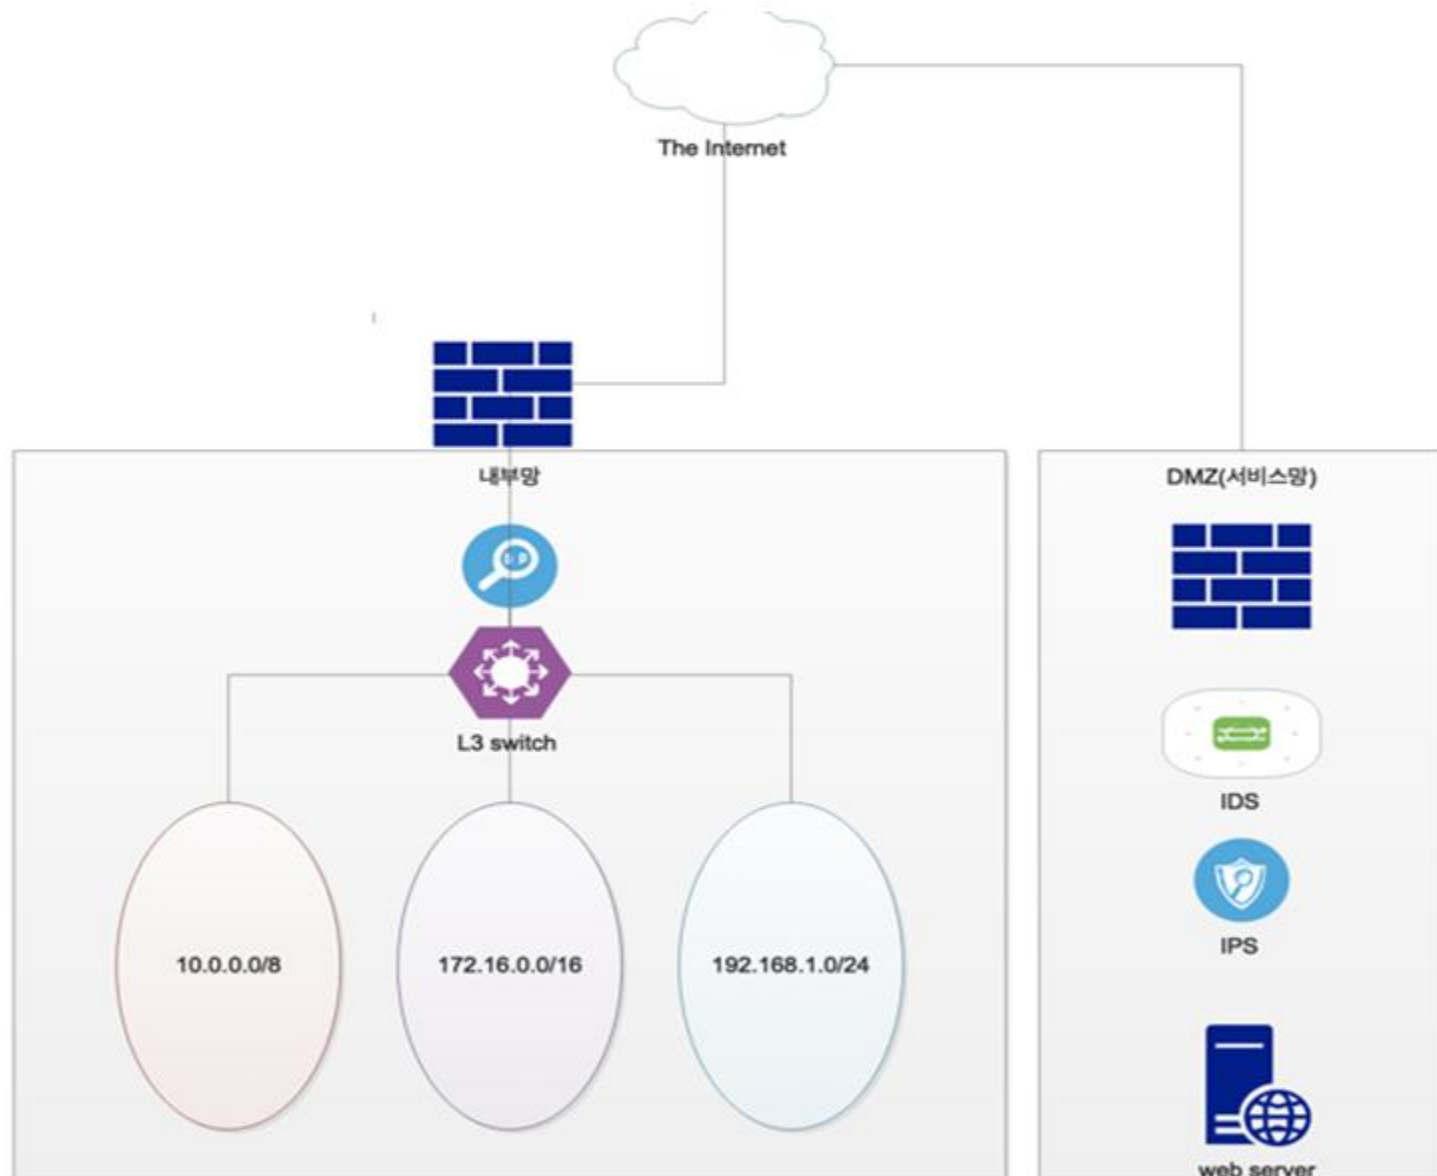 The Internet
내부망
DMZ(서비스망)
L3 switch
IDS
IPS
10.0.0.0/8
172.16.0.0/16
192.168.1.0/24
web server